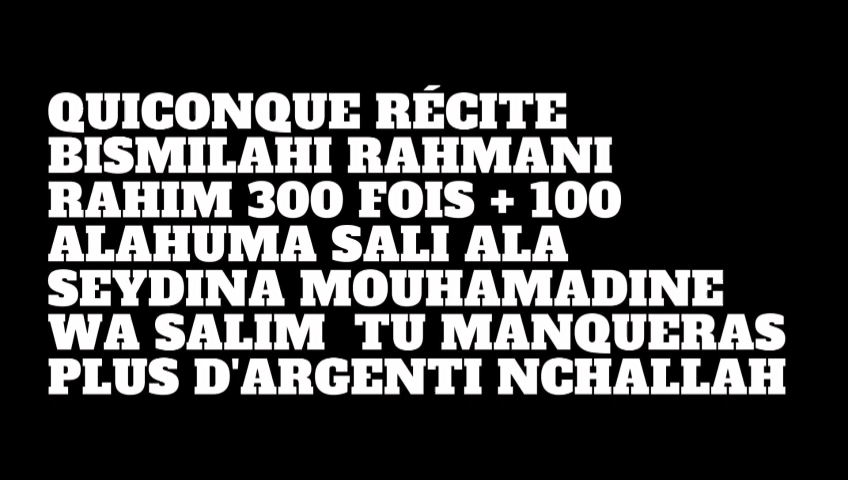 QUICONQUE RÉCITE
BISMILAHI RAHMANI
RAHIM 300 FOIS + 100
ALAHUMA SALI ALA
SEYDINA MOUHAMADINE
WA SALIM  TU MANQUERAS
PLUS D'ARGENTI NCHALLAH